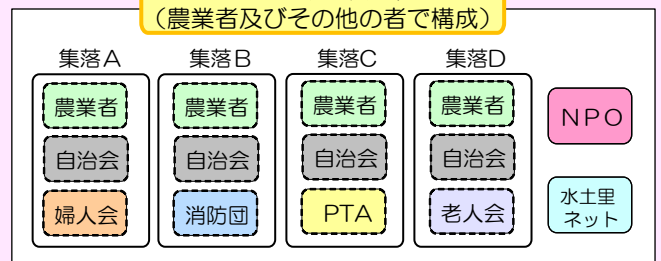 （農業者及びその他の者で構成）
集落A
集落B
集落C
集落D
農業者
農業者
農業者
農業者
NPO
自治会
自治会
自治会
自治会
婦人会
消防団
PTA
老人会
水土里
ネット